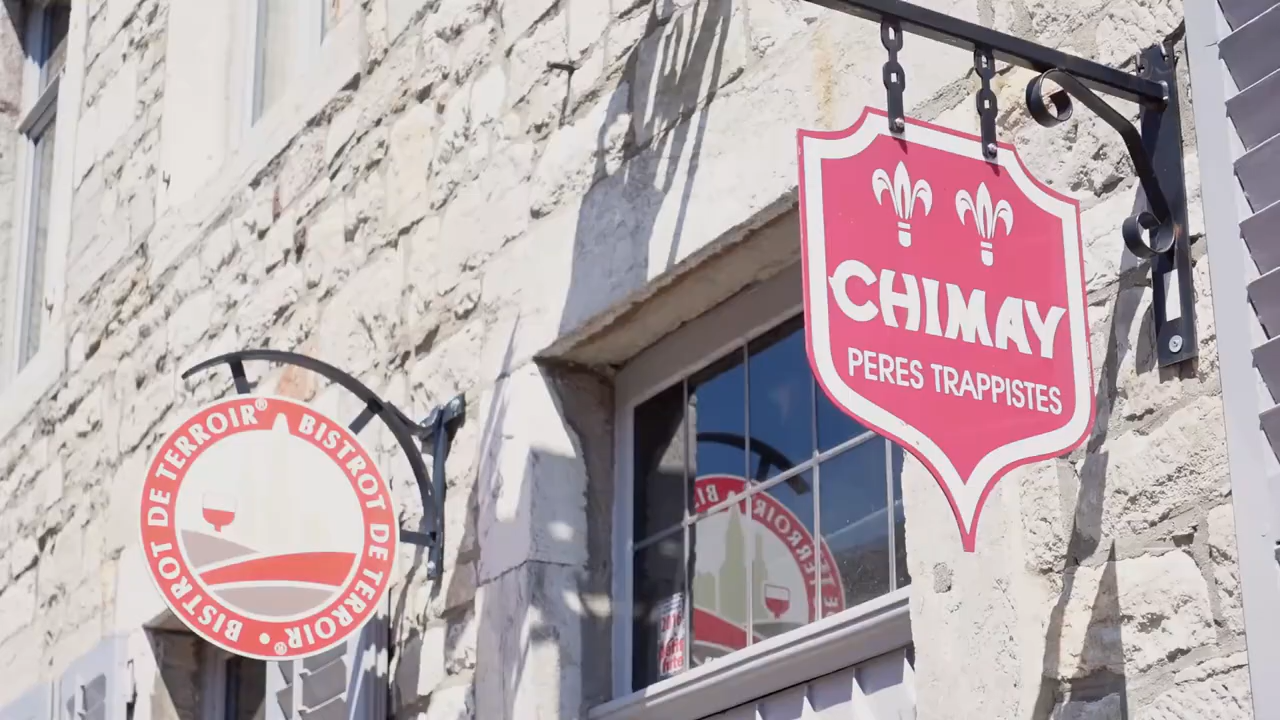 BISTROT DE TERROIR® BISTROT DE TERROIR® •
CHIMAY
PERES TRAPPISTES